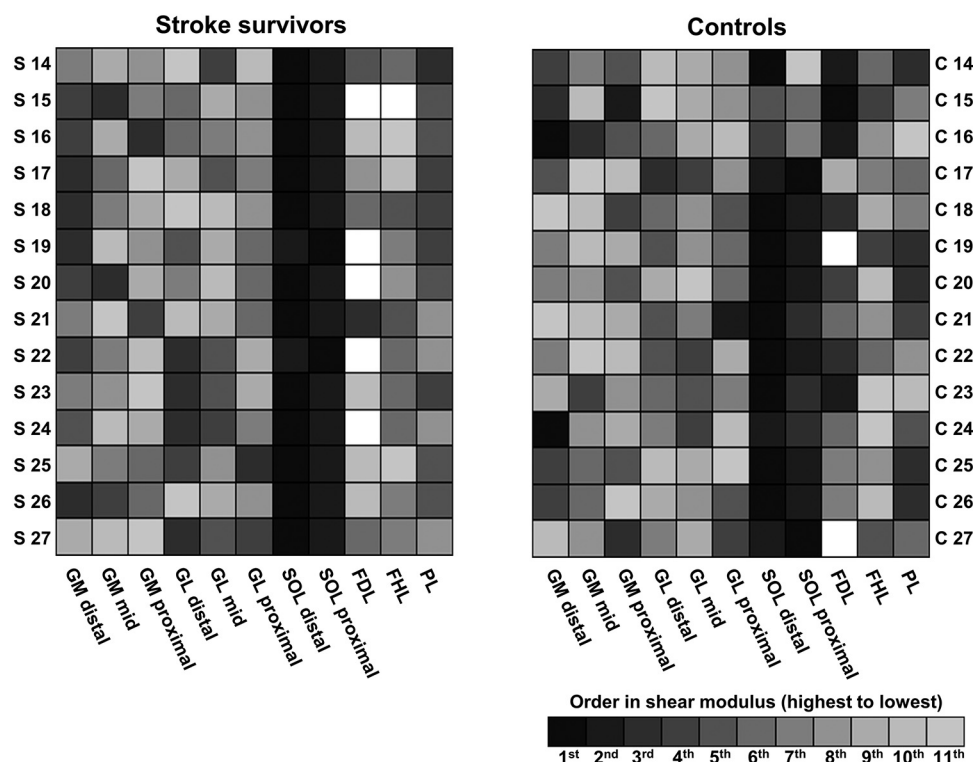 Stroke survivors
Controls
S 14
S 15
S 16
S 17
S 18
S 19
S 20
S 21
S 22
S 23
S 24
S 25
S 26
S 27
C 14
C 15
C 16
C 17
C 18
C 19
C 20
C 21
C 22
C 23
C 24
C 25
C 26
C 27
GM distal
GM mid
GM proximal
GL distal
GL mid
GL proximal
SOL distal
SOL proximal
FDL
FHL
PL
GM distal
GM mid
GM proximal
GL distal
GL mid
GL proximal
SOL distal
SOL proximal
FDL
FHL
PL
Order in shear modulus (highest to lowest)
1st 2nd 3rd 4th 5th 6th 7th 8th 9th 10th 11th